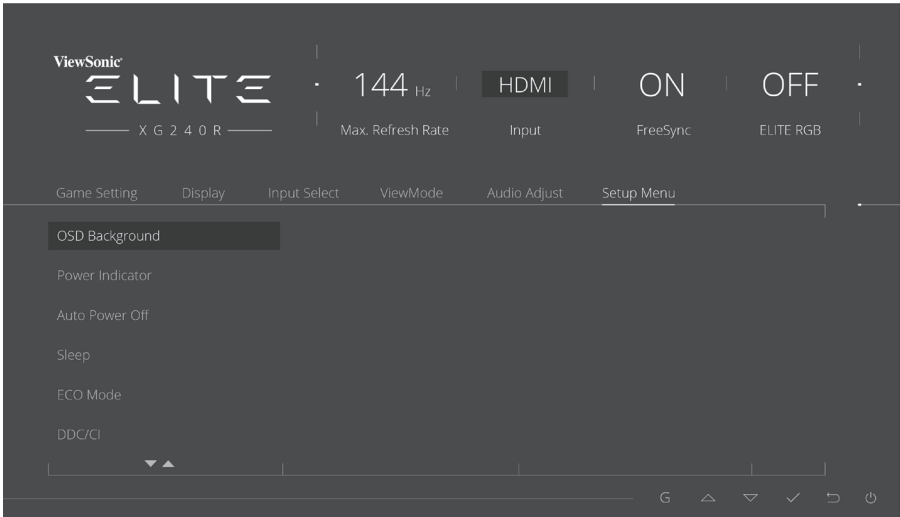 ViewSonic
ELITE
XG240R
144 Hz HDMI ON OFF
Max. Refresh Rate Input FreeSync ELITE RGB
Game Setting Display Input Select ViewMode Audio Adjust Setup Menu
OSD Background
Power Indicator
Auto Power Off
Sleep
ECO Mode
DDC/CI
G